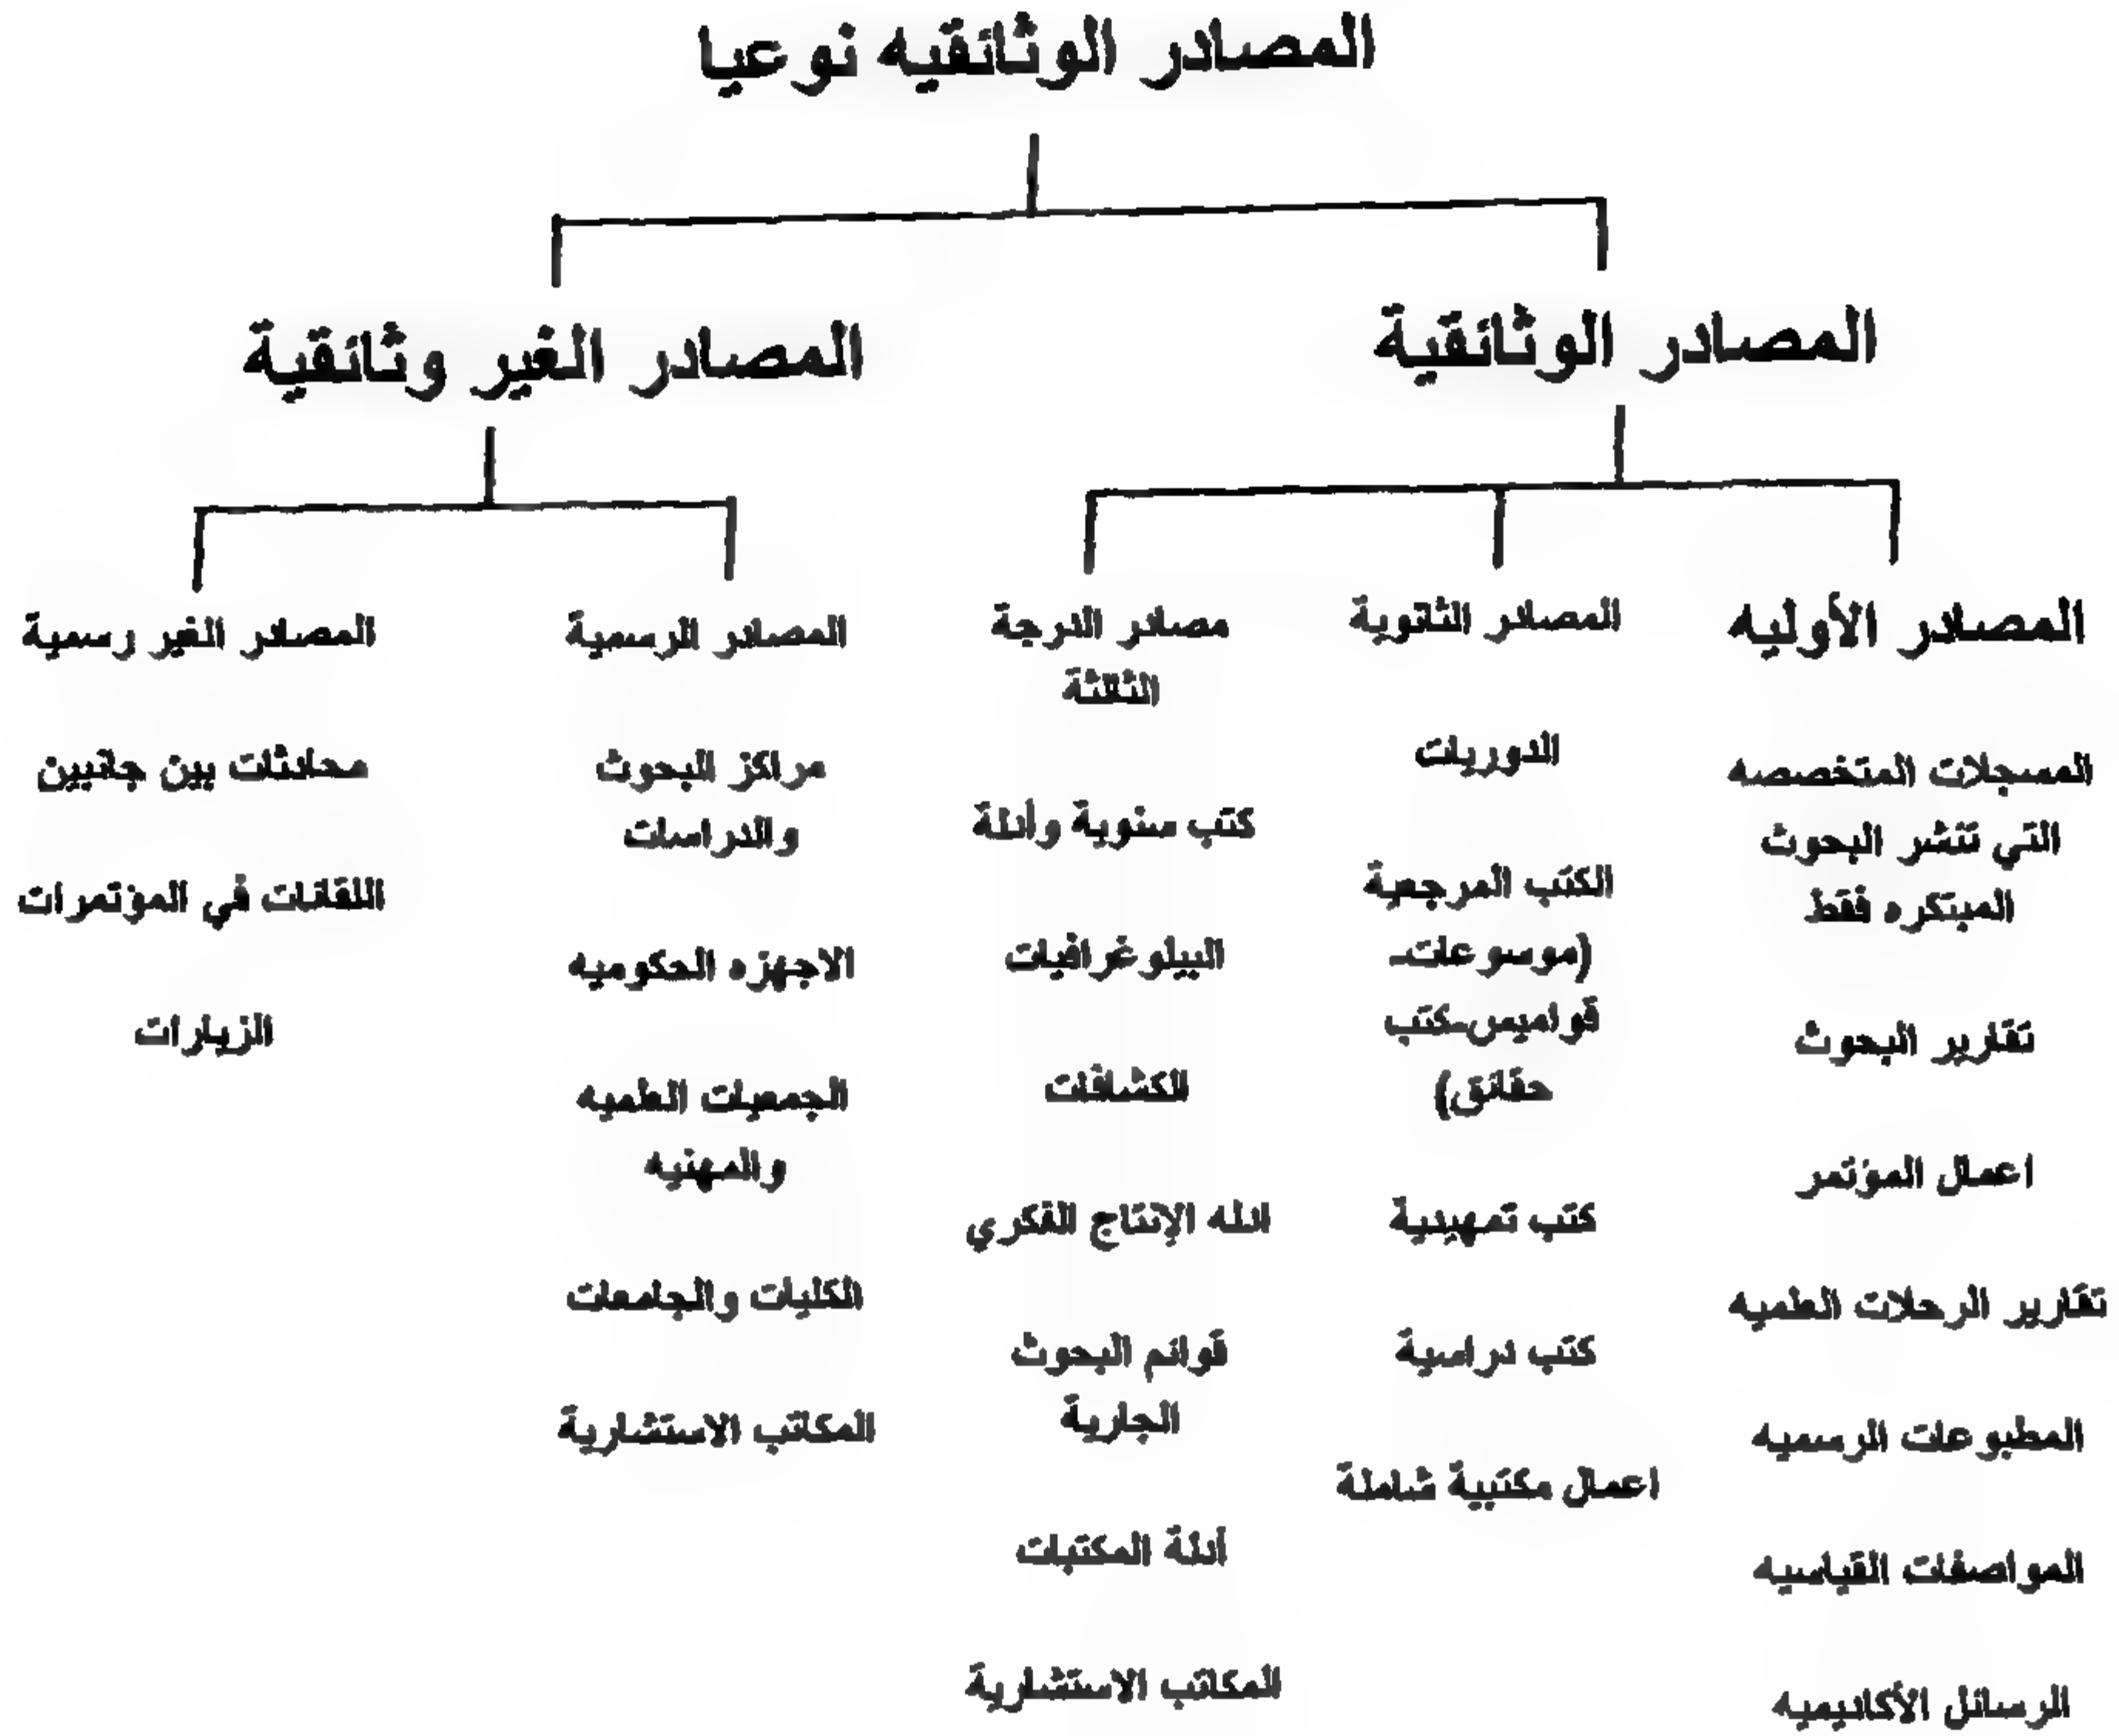 المصادر الوثائقيه نوعيا
المصادر الوثائقية
المصادر الغير وثائقية
المصادر الأوليه
المسجلات المتخصصه
التي تنشر البحوث
المبتكره فقط
تقارير البحوث
اعمال المؤتمر
تقارير الرحلات العلميه
المطبوعات الرسميه
المواصفات القياسيه
الرسائل الأكاديميه
المصادر الثانوية
الدوريات
الكتب المرجعية
(موسوعات-
قواميس-كتب
حقائق)
كتب تمهيدية
كتب دراسية
اعمال مكتبية شاملة
مصادر الدرجة
الثالثة
كتب سنوية وأدلة
البيلوغرافيات
الكشافات
ادله الإنتاج الفكري
قوائم البحوث
الجارية
أدلة المكتبات
المكاتب الاستشارية
المصادر الرسمية
مراكز البحوث
والدراسات
الاجهزه الحكوميه
الجمعيات العلميه
والمهنيه
الكليات والجامعات
المكاتب الاستشارية
المصادر الغير رسمية
محادثات بين جانبين
اللقاءات في المؤتمرات
الزيارات